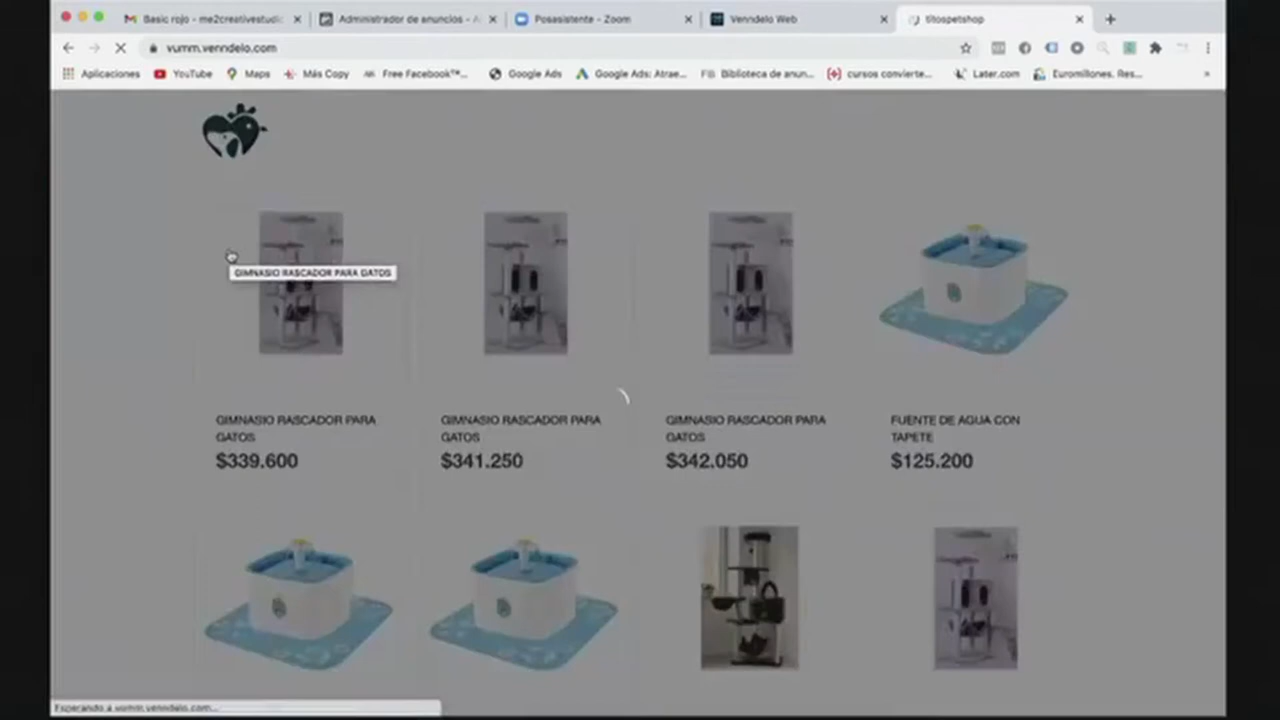 Basic rojo - me2creativestudio
Administrador de anuncios - A
Posasistente - Zoom
Venndelo Web
titospetshop
vumm.venndelo.com
Aplicaciones
YouTube
Maps
Más Copy
Free Facebook™...
Google Ads
Google Ads: Atrae...
Biblioteca de anun...
cursos convierte...
Later.com
Euromillones. Res...
GIMNASIO RASCADOR PARA GATOS
GIMNASIO RASCADOR PARA
GATOS
$339.600
GIMNASIO RASCADOR PARA
GATOS
$341.250
GIMNASIO RASCADOR PARA
GATOS
$342.050
FUENTE DE AGUA CON
TAPETE
$125.200
Esperando a vumm.venndelo.com...